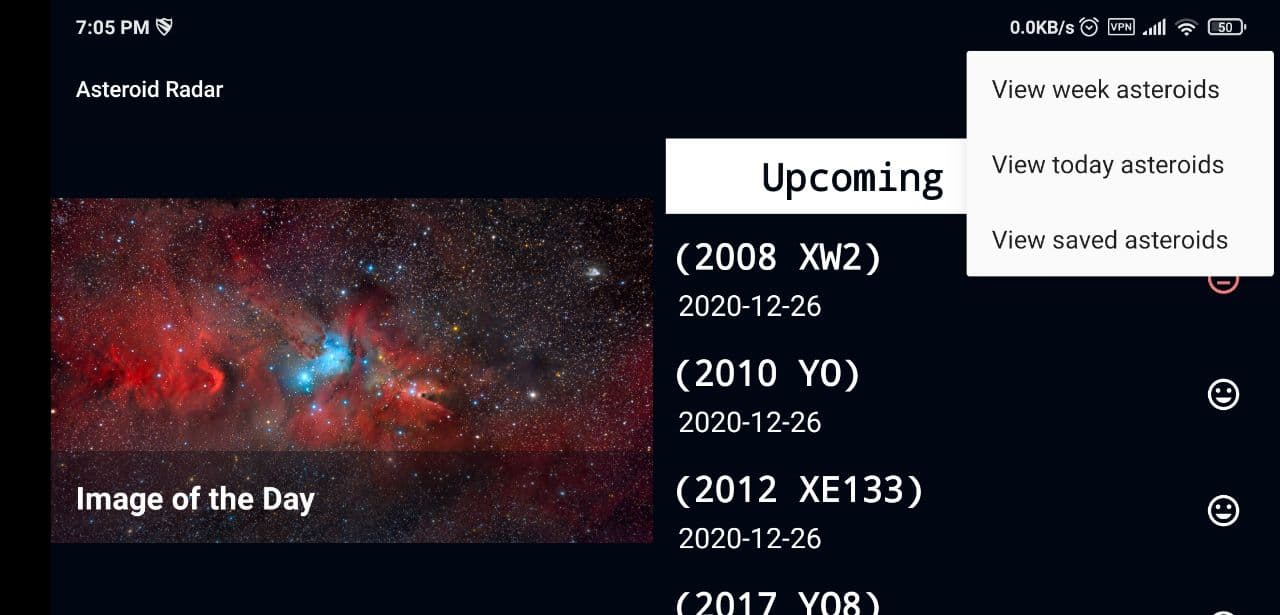 7:05 PM
0.0KB/s VPN 50
Asteroid Radar
View week asteroids
View today asteroids
View saved asteroids
Image of the Day
Upcoming
(2008 XW2)
2020-12-26
(2010 YO)
2020-12-26
(2012 XE133)
2020-12-26
(2017 YO8)